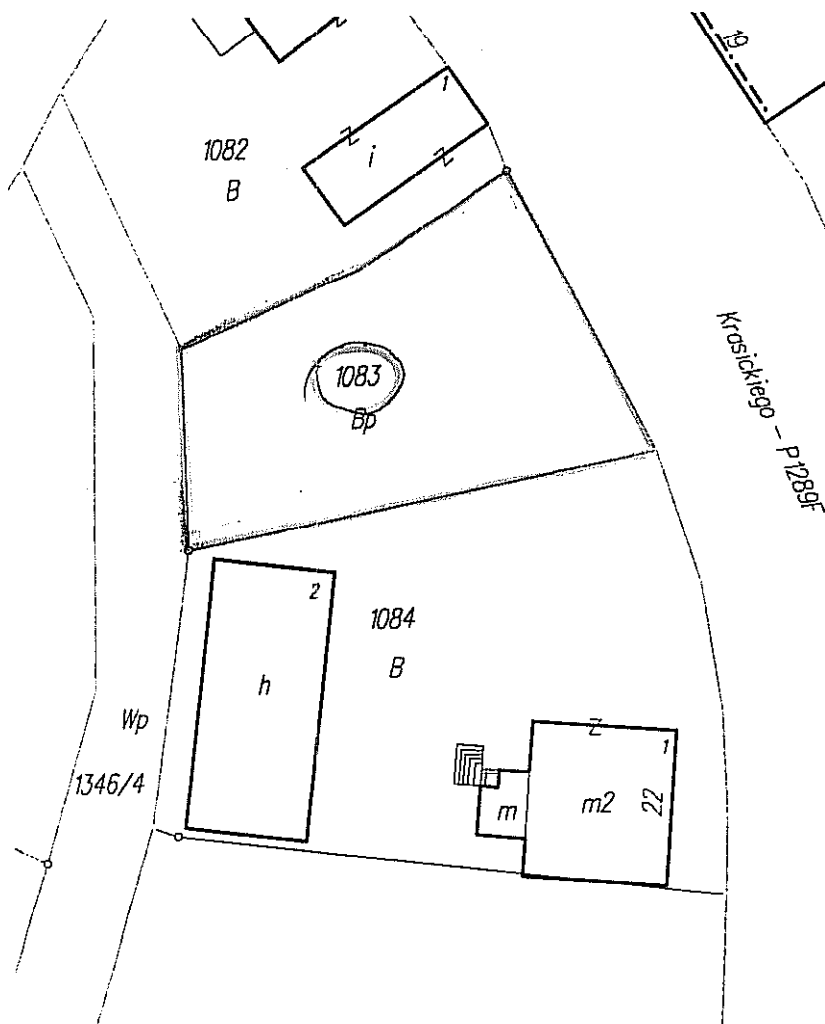 19
1
1082
i
B
Krasickiego – P1289F
1083
Bp
2
1084
B
h
Wp
1
1346/4
m
m2
22